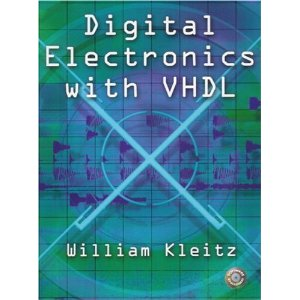 Digital
Electronics
with VHDL
William Kleitz